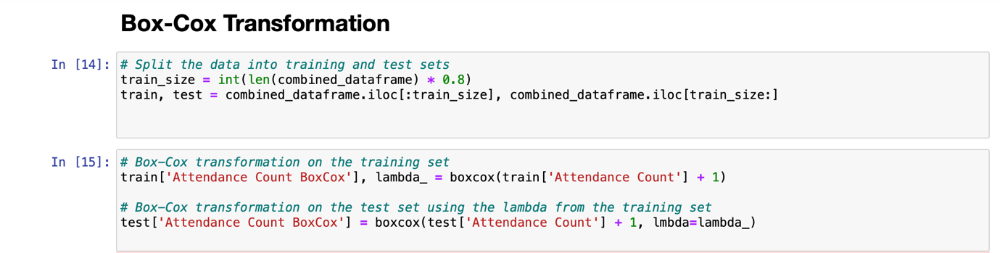 Box-Cox Transformation
In [14]: # Split the data into training and test sets
train_size = int(len(combined_dataframe) * 0.8)
train, test = combined_dataframe.iloc[:train_size], combined_dataframe.iloc[train_size:]
In [15]: # Box-Cox transformation on the training set
train['Attendance Count BoxCox'], lambda_ = boxcox(train['Attendance Count'] + 1)
# Box-Cox transformation on the test set using the lambda from the training set
test['Attendance Count BoxCox'] = boxcox(test['Attendance Count'] + 1, lmbda=lambda_)